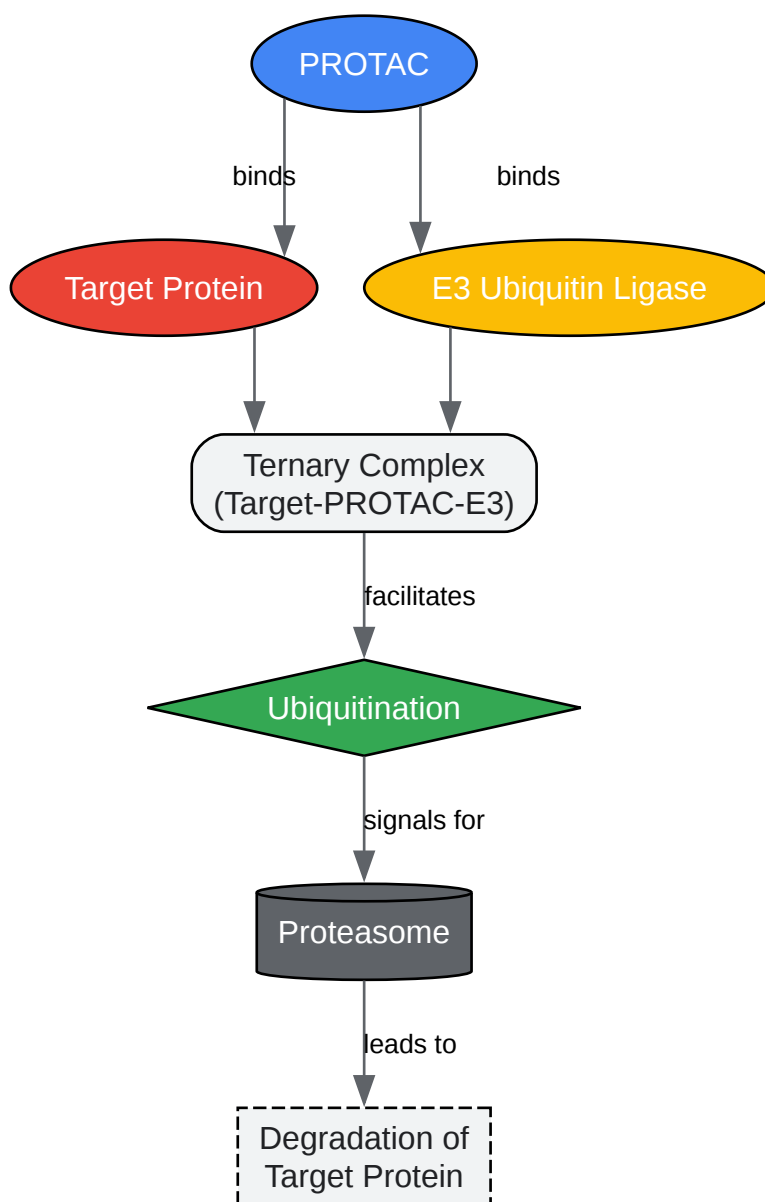 PROTAC
binds
binds
Target Protein
E3 Ubiquitin Ligase
Ternary Complex
(Target-PROTAC-E3)
facilitates
Ubiquitination
signals for
Proteasome
leads to
Degradation of
Target Protein